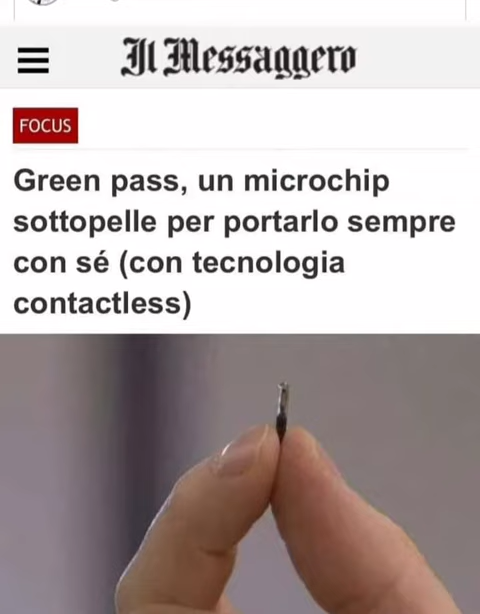 Il Messaggero
FOCUS
Green pass, un microchip
sottopelle per portarlo sempre
con sé (con tecnologia
contactless)